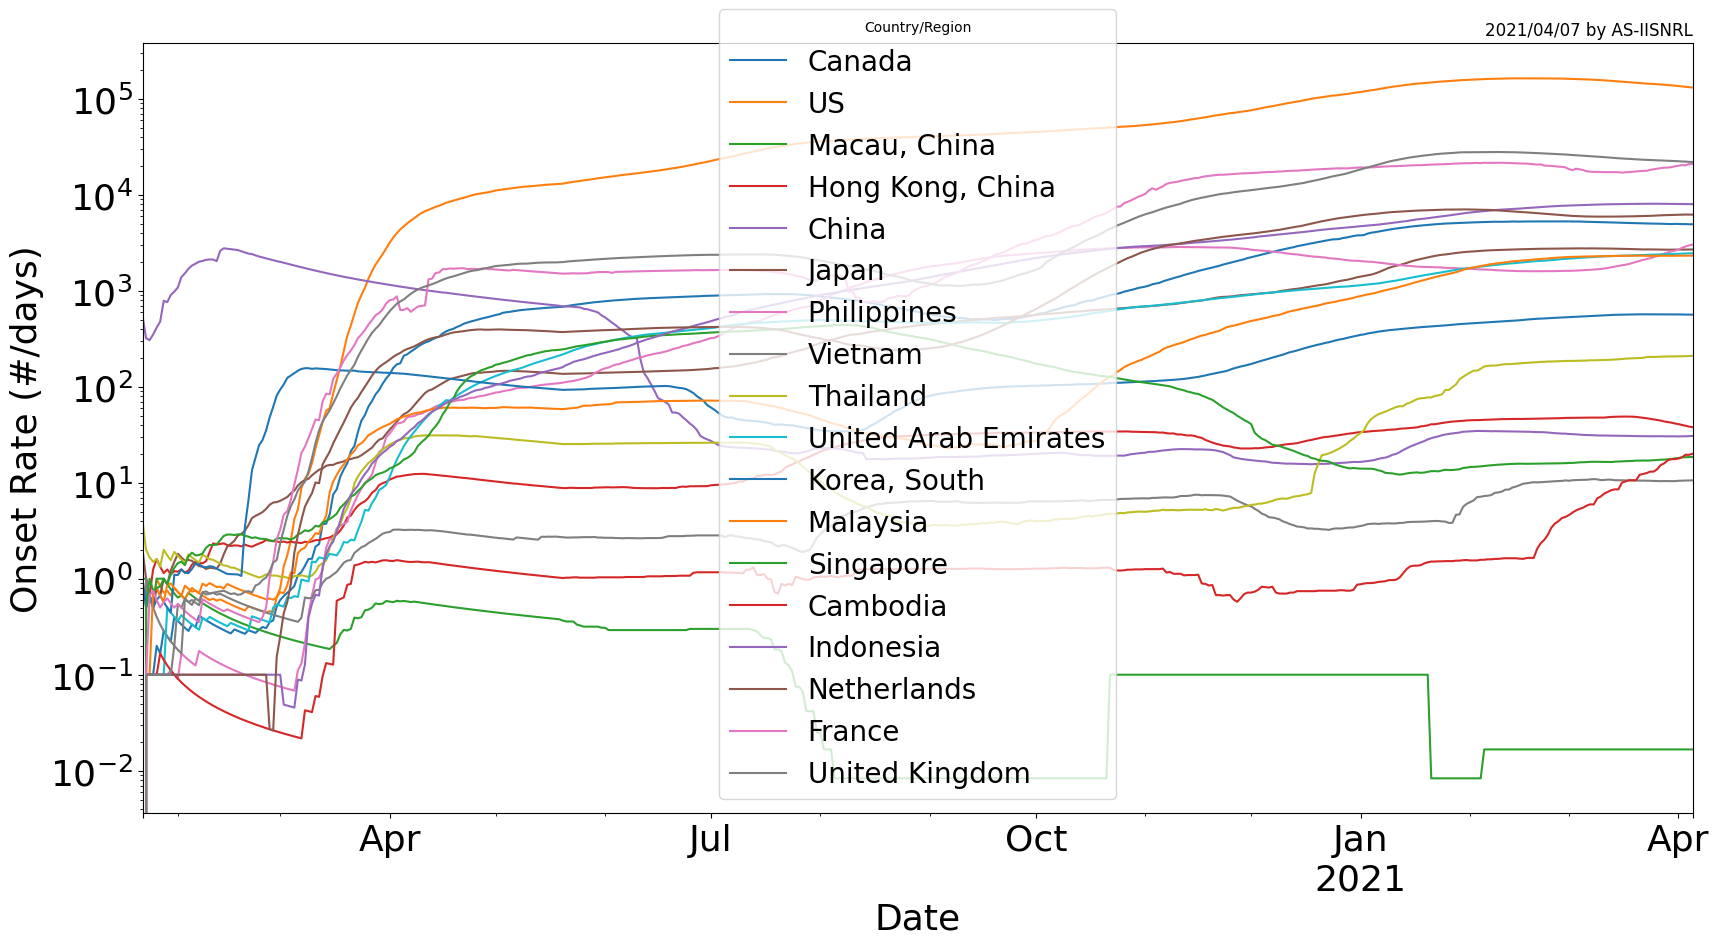 Country/Region
2021/04/07 by AS-IISNRL
Canada
US
Macau, China
Hong Kong, China
China
Japan
Philippines
Vietnam
Thailand
United Arab Emirates
Korea, South
Malaysia
Singapore
Cambodia
Indonesia
Netherlands
France
United Kingdom
Onset Rate (#/days)
10^5
10^4
10^3
10^2
10^1
10^0
10^-1
10^-2
Apr
Jul
Oct
Jan
Apr
2021
Date